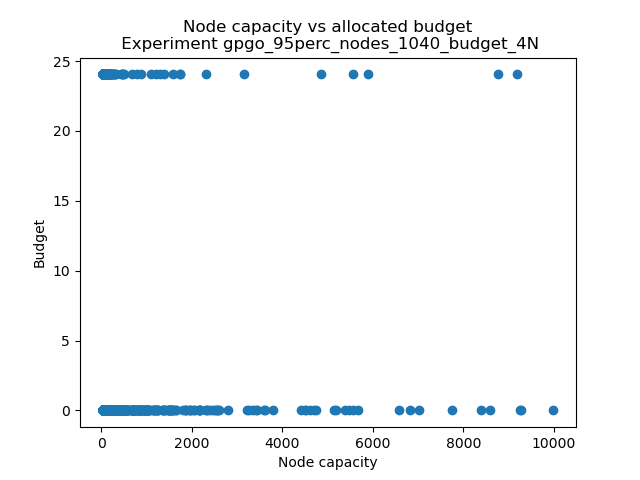 Node capacity vs allocated budget
Experiment gpgo_95perc_nodes_1040_budget_4N
25
20
15
10
5
0
Budget
0 2000 4000 6000 8000 10000
Node capacity